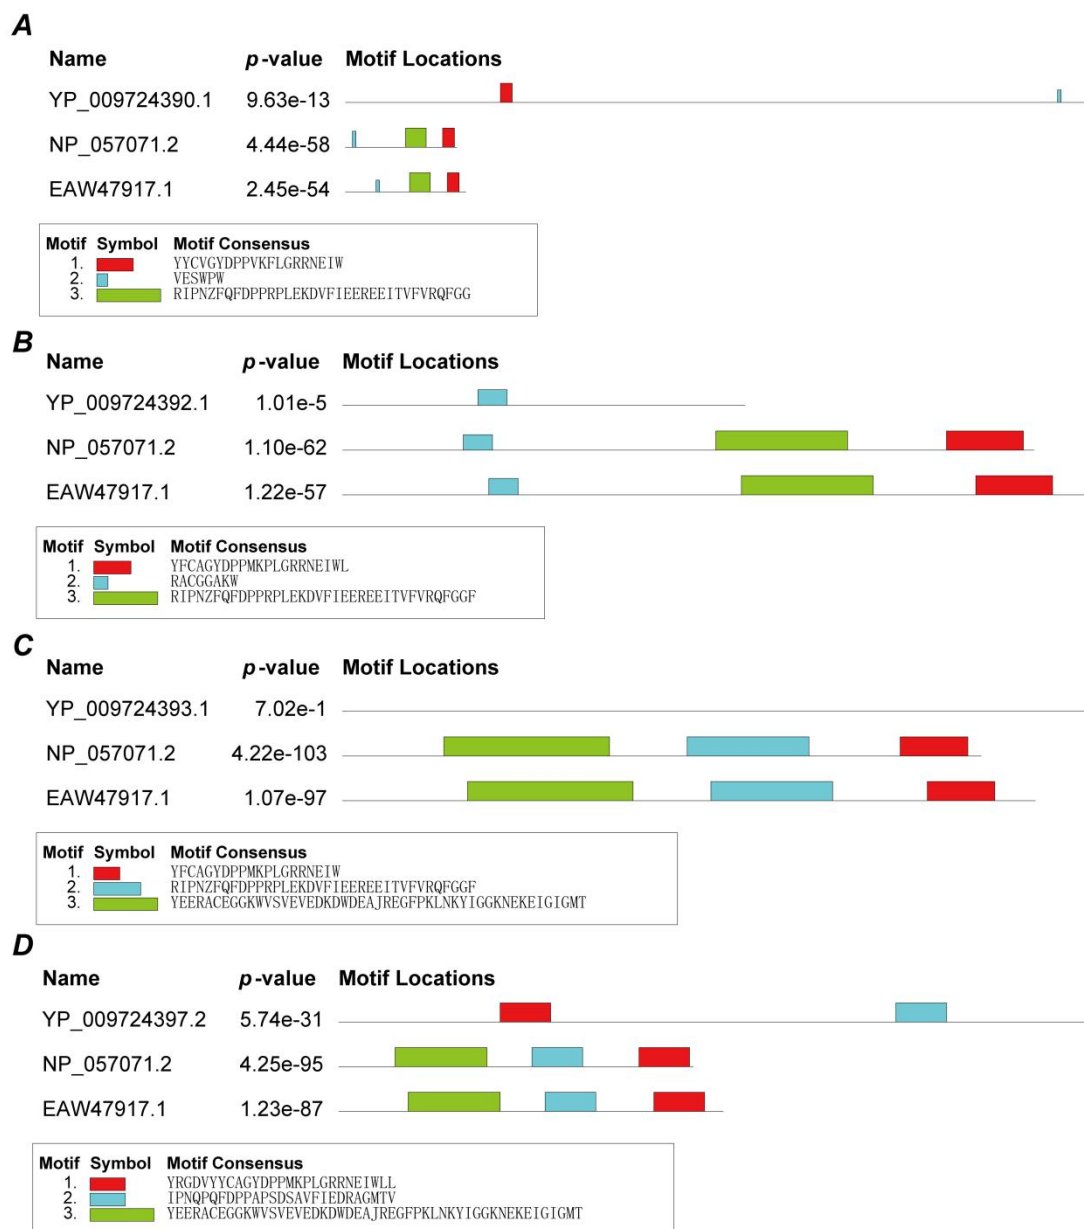 A
Name p-value Motif Locations
YP_009724390.1 9.63e-13
NP_057071.2 4.44e-58
EAW47917.1 2.45e-54
Motif Symbol Motif Consensus
1. YYCVGYDPPVKFLGRRNEIW
2. VESWPW
3. RIPNZFQFDPPRPLEKDVFIEEREEITVFVRQFGG
B
Name p-value Motif Locations
YP_009724392.1 1.01e-5
NP_057071.2 1.10e-62
EAW47917.1 1.22e-57
Motif Symbol Motif Consensus
1. YFCAGYDPPMKPLGRRNEIWL
2. RACGGAKW
3. RIPNZFQFDPPRPLEKDVFIEEREEITVFVRQFGGF
C
Name p-value Motif Locations
YP_009724393.1 7.02e-1
NP_057071.2 4.22e-103
EAW47917.1 1.07e-97
Motif Symbol Motif Consensus
1. YFCAGYDPPMKPLGRRNEIW
2. RIPNZFQFDPPRPLEKDVFIEEREEITVFVRQFGGF
3. YEERACEGGKWVSVEVEDKDWDEAJREGFPKLNKYIGGKNEKEIGIGMT
D
Name p-value Motif Locations
YP_009724397.2 5.74e-31
NP_057071.2 4.25e-95
EAW47917.1 1.23e-87
Motif Symbol Motif Consensus
1. YRGDVYYCAGYDPPMKPLGRRNEIWLL
2. IPNQPQFDPPAPSDSAVFIEDRAGMTV
3. YEERACEGGKWVSVEVEDKDWDEAJREGFPKLNKYIGGKNEKEIGIGMT